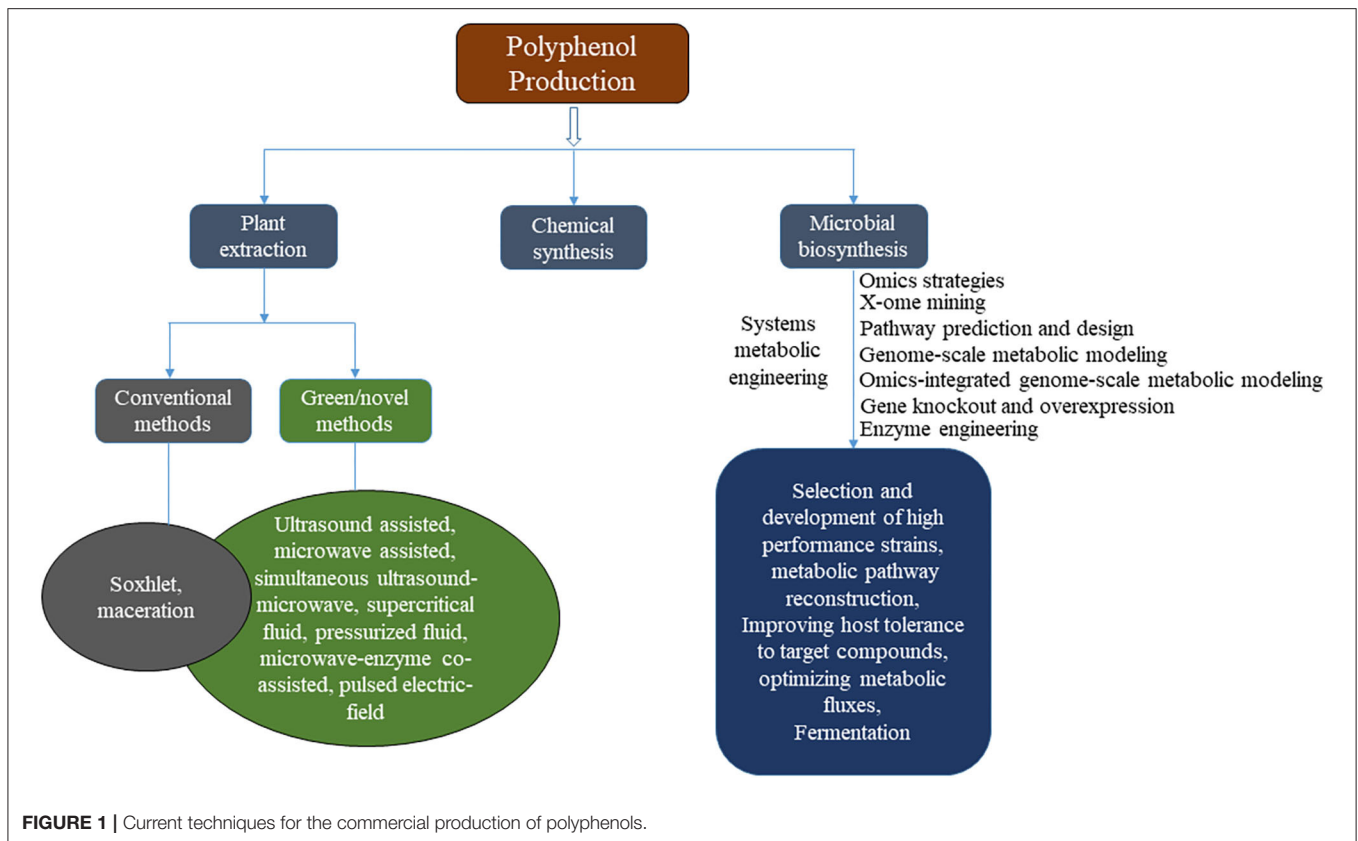 Polyphenol
Production
Plant
extraction
Chemical
synthesis
Microbial
biosynthesis
Systems
metabolic
engineering
Omics strategies
X-ome mining
Pathway prediction and design
Genome-scale metabolic modeling
Omics-integrated genome-scale metabolic modeling
Gene knockout and overexpression
Enzyme engineering
Conventional
methods
Green/novel
methods
Soxhlet,
maceration
Ultrasound assisted,
microwave assisted,
simultaneous ultrasound-
microwave, supercritical
fluid, pressurized fluid,
microwave-enzyme co-
assisted, pulsed electric-
field
Selection and
development of high
performance strains,
metabolic pathway
reconstruction,
Improving host tolerance
to target compounds,
optimizing metabolic
fluxes,
Fermentation
FIGURE 1 | Current techniques for the commercial production of polyphenols.